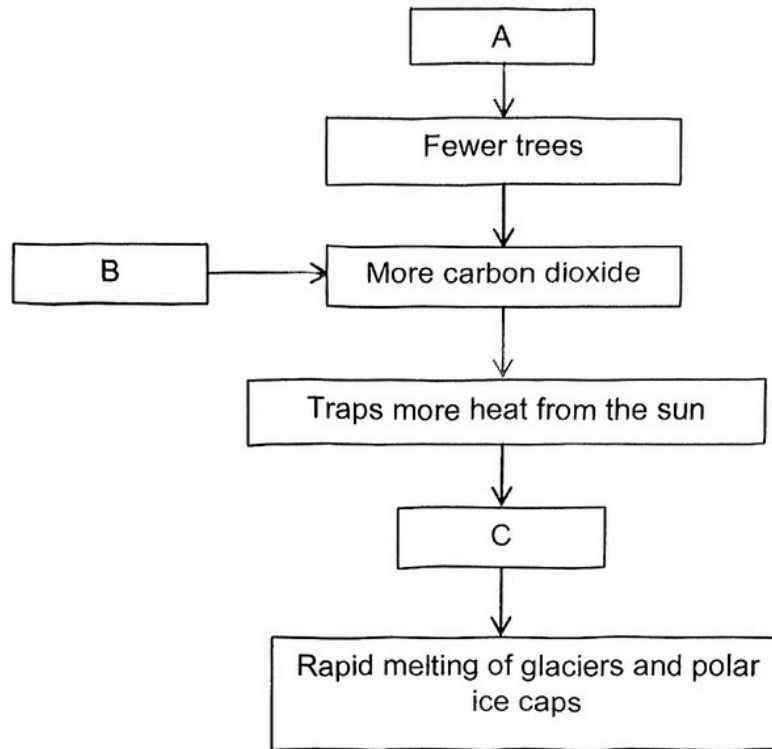 A
Fewer trees
B
More carbon dioxide
Traps more heat from the sun
C
Rapid melting of glaciers and polar
ice caps